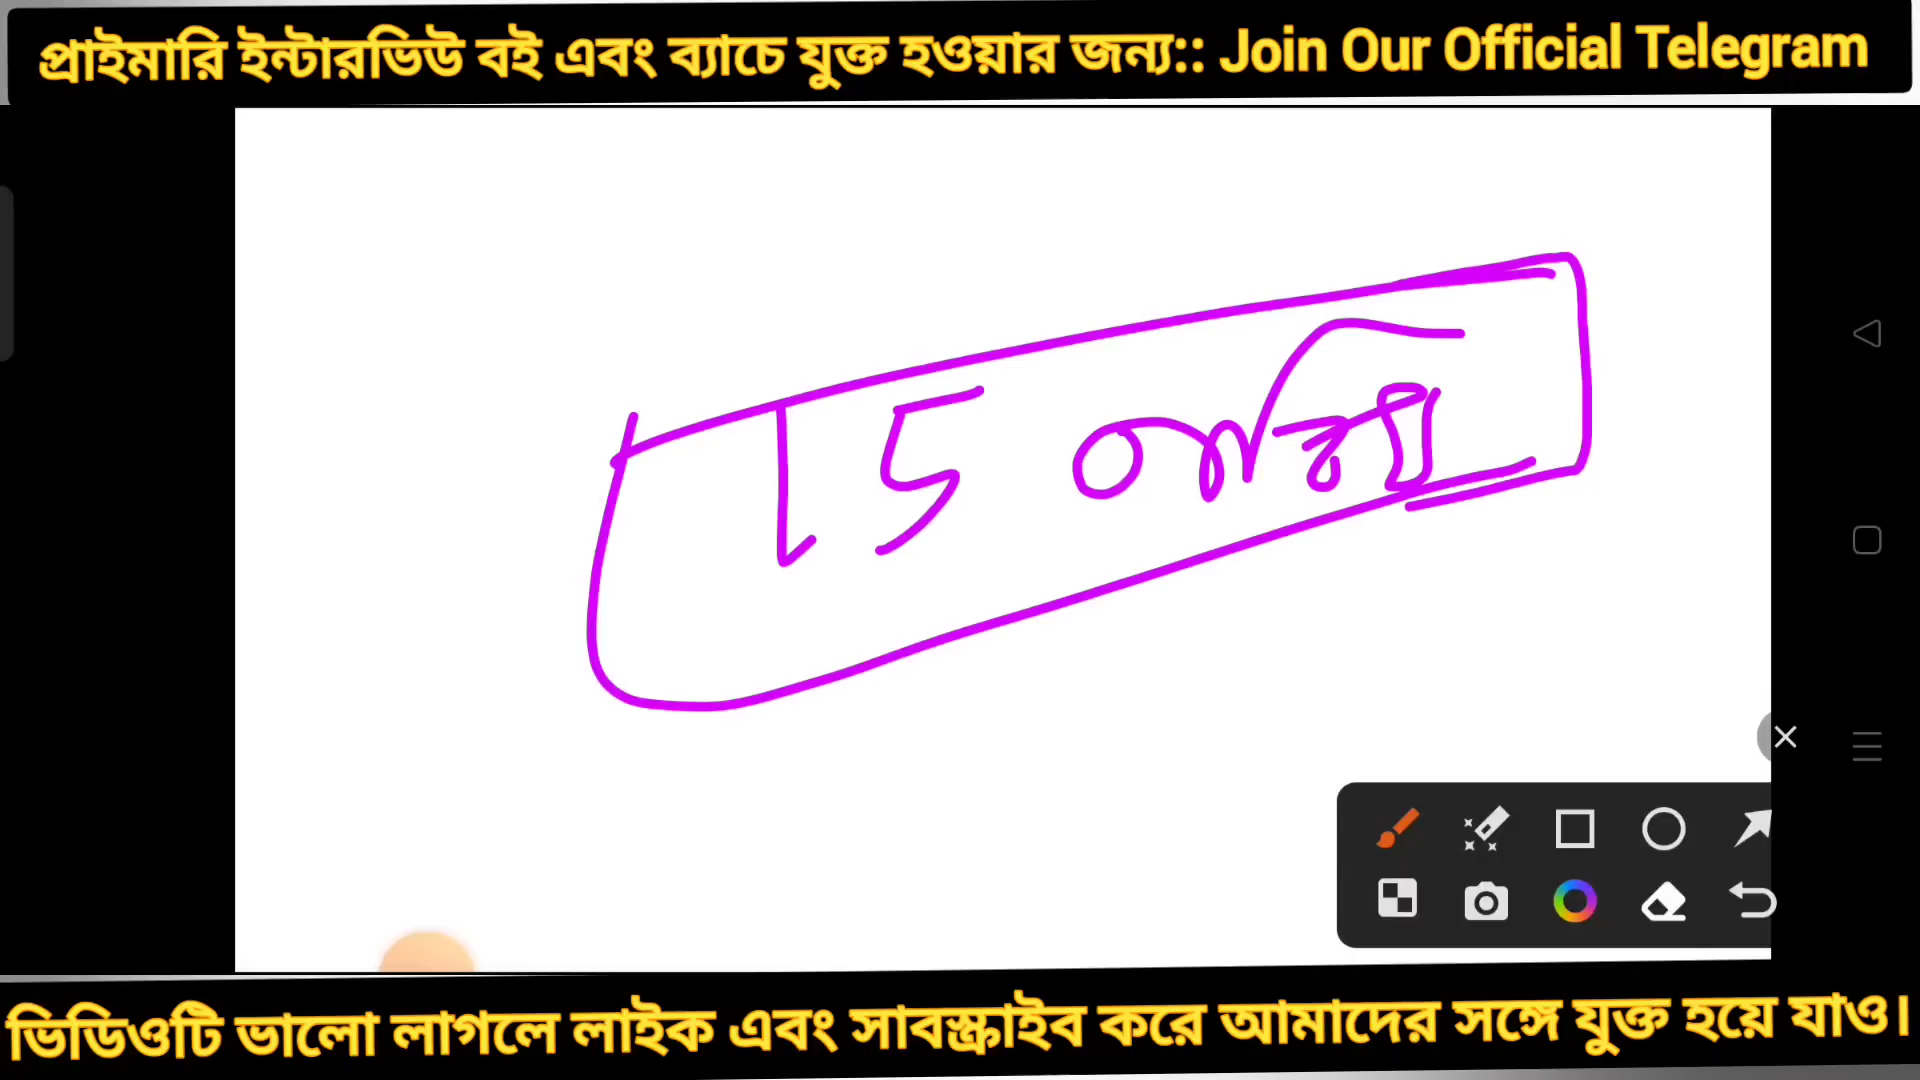 প্রাইমারি ইন্টারভিউ বই এবং ব্যাচে যুক্ত হওয়ার জন্য:: Join Our Official Telegram
15
ভিডিওটি ভালো লাগলে লাইক এবং সাবস্ক্রাইব করে আমাদের সঙ্গে যুক্ত হয়ে যাও।